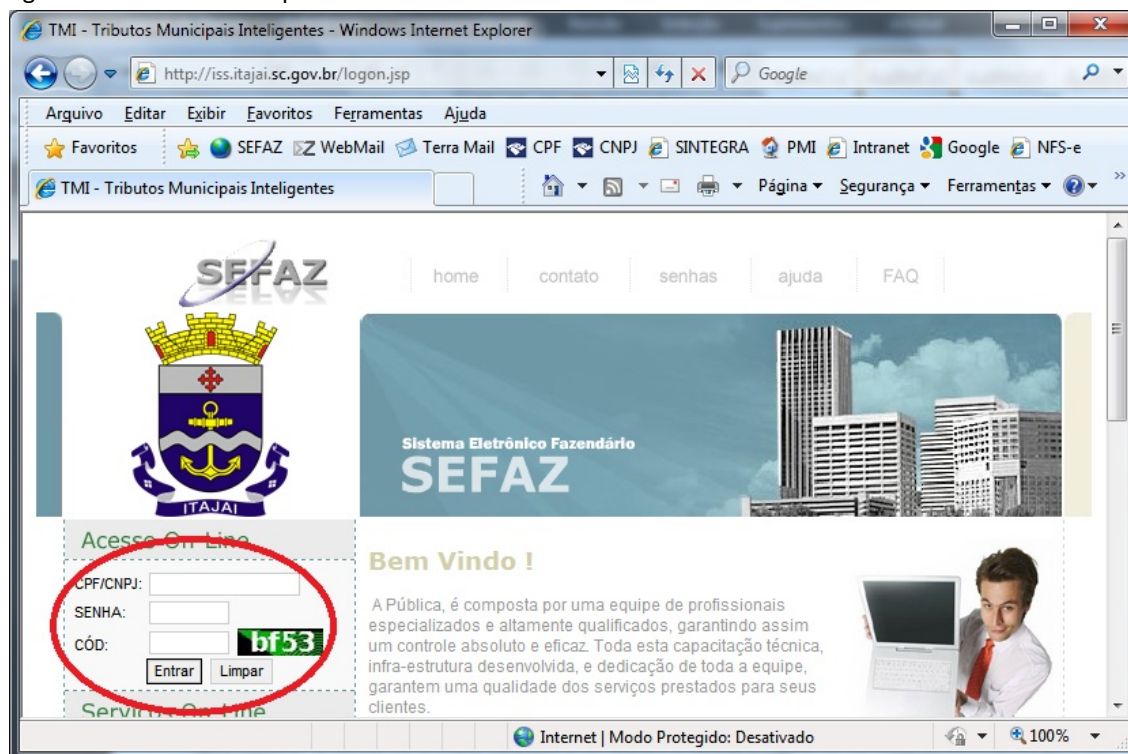 TMI - Tributos Municipais Inteligentes - Windows Internet Explorer
http://iss.itajai.sc.gov.br/logon.jsp
Google
Arquivo Editar Exibir Favoritos Ferramentas Ajuda
Favoritos SEFAZ WebMail Terra Mail CPF CNPJ SINTEGRA PMI Intranet Google NFS-e
TMI - Tributos Municipais Inteligentes Página Segurança Ferramentas
SEFAZ home contato senhas ajuda FAQ
ITAJAI
Sistema Eletrônico Fazendário
SEFAZ
Acesso On-Line
CPF/CNPJ:
SENHA:
CÓD: bf53
Entrar Limpar
Serviços On-Line
Bem Vindo !
A Pública, é composta por uma equipe de profissionais
especializados e altamente qualificados, garantindo assim
um controle absoluto e eficaz. Toda esta capacitação técnica,
infra-estrutura desenvolvida, e dedicação de toda a equipe,
garantem uma qualidade dos serviços prestados para seus
clientes.
Internet | Modo Protegido: Desativado 100%